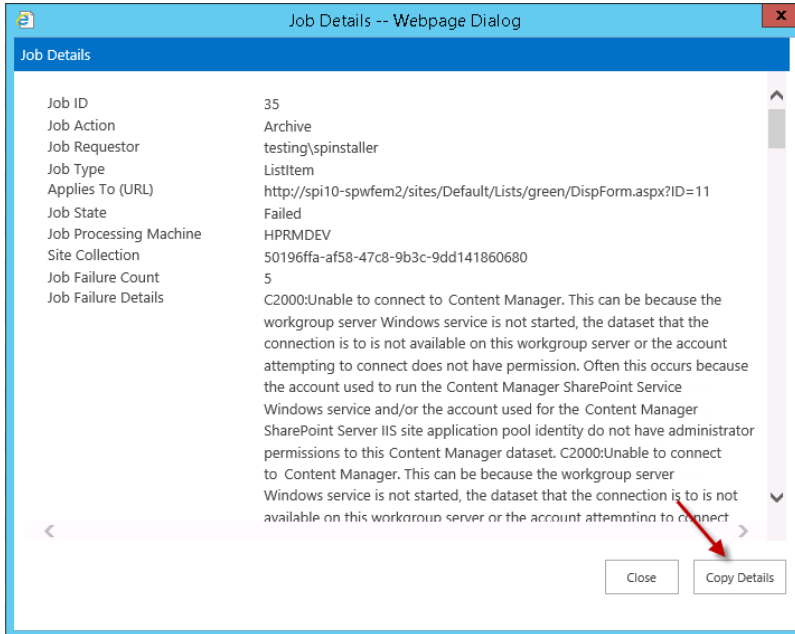 Job Details -- Webpage Dialog
x
Job Details
Job ID 35
Job Action Archive
Job Requestor testing\spinstaller
Job Type ListItem
Applies To (URL) http://spi10-spwfem2/sites/Default/Lists/green/DispForm.aspx?ID=11
Job State Failed
Job Processing Machine HPRMDEV
Site Collection 50196ffa-af58-47c8-9b3c-9dd141860680
Job Failure Count 5
Job Failure Details C2000:Unable to connect to Content Manager. This can be because the
workgroup server Windows service is not started, the dataset that the
connection is to is not available on this workgroup server or the account
attempting to connect does not have permission. Often this occurs because
the account used to run the Content Manager SharePoint Service
Windows service and/or the account used for the Content Manager
SharePoint Server IIS site application pool identity do not have administrator
permissions to this Content Manager dataset. C2000:Unable to connect
to Content Manager. This can be because the workgroup server
Windows service is not started, the dataset that the connection is to is not
available on this workgroup server or the account attempting to connect
Close Copy Details